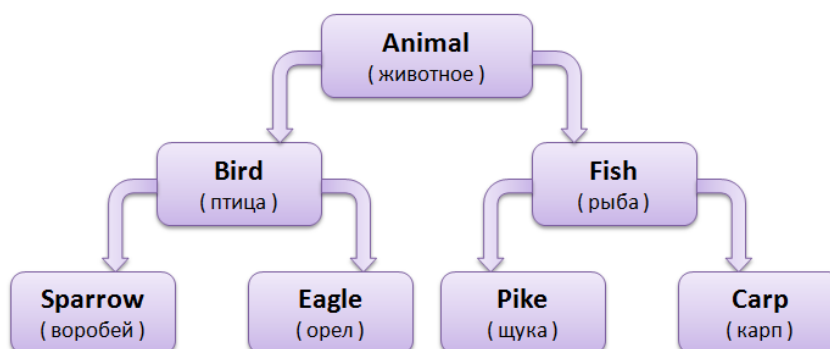 Animal
( животное )
Bird
( птица )
Fish
( рыба )
Sparrow
( воробей )
Eagle
( орел )
Pike
( щука )
Carp
( карп )